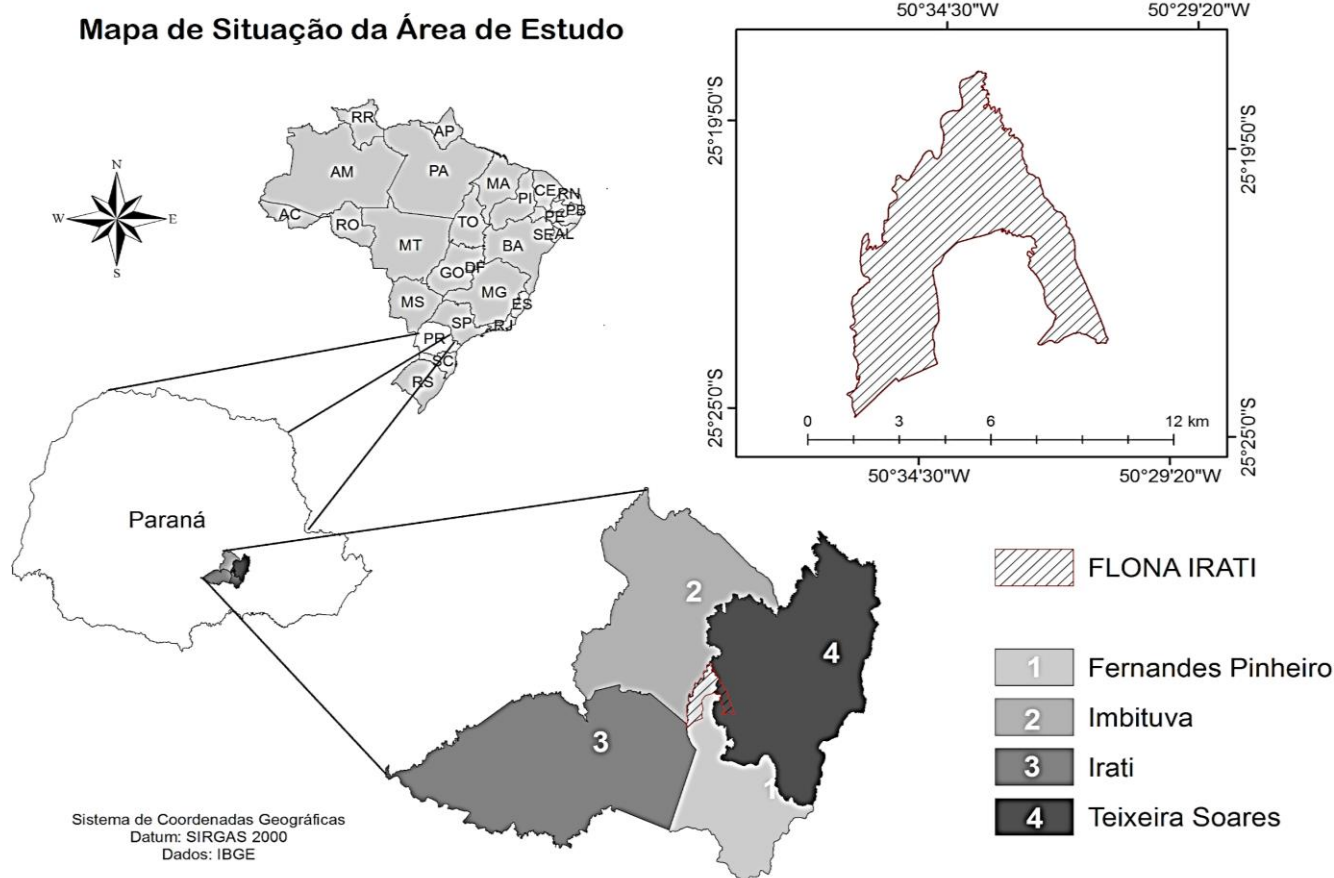 Mapa de Situação da Área de Estudo
N
W
E
S
RR
AP
AM
PA
MA
CE
RN
PI
PB
PE
AC
RO
TO
SE
AL
MT
BA
GO
DF
MG
MS
ES
SP
RJ
PR
SC
RS
50°34'30"W
50°29'20"W
25°19'50"S
25°19'50"S
25°25'0"S
25°25'0"S
0
3
6
12 km
50°34'30"W
50°29'20"W
Paraná
2
4
3
1
FLONA IRATI
1 Fernandes Pinheiro
2 Imbituva
3 Irati
4 Teixeira Soares
Sistema de Coordenadas Geográficas
Datum: SIRGAS 2000
Dados: IBGE